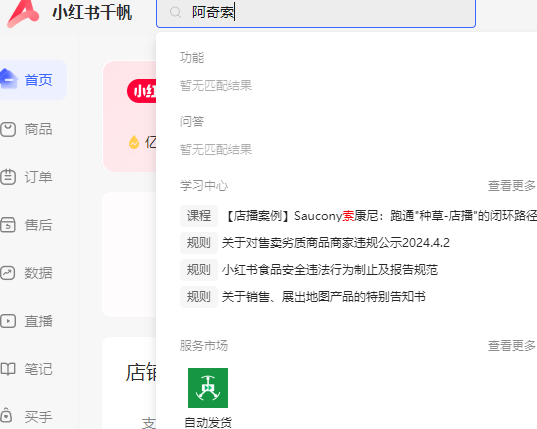 小红书千帆
阿奇索
首页
商品
订单
售后
数据
直播
笔记
买手
小红
亿
店铺
支
功能
暂无匹配结果
问答
暂无匹配结果
学习中心 查看更多
课程 【店播案例】Saucony索康尼：跑通"种草-店播"的闭环路径
规则 关于对售卖劣质商品商家违规公示2024.4.2
规则 小红书食品安全违法行为制止及报告规范
规则 关于销售、展出地图产品的特别告知书
服务市场 查看更多
自动发货